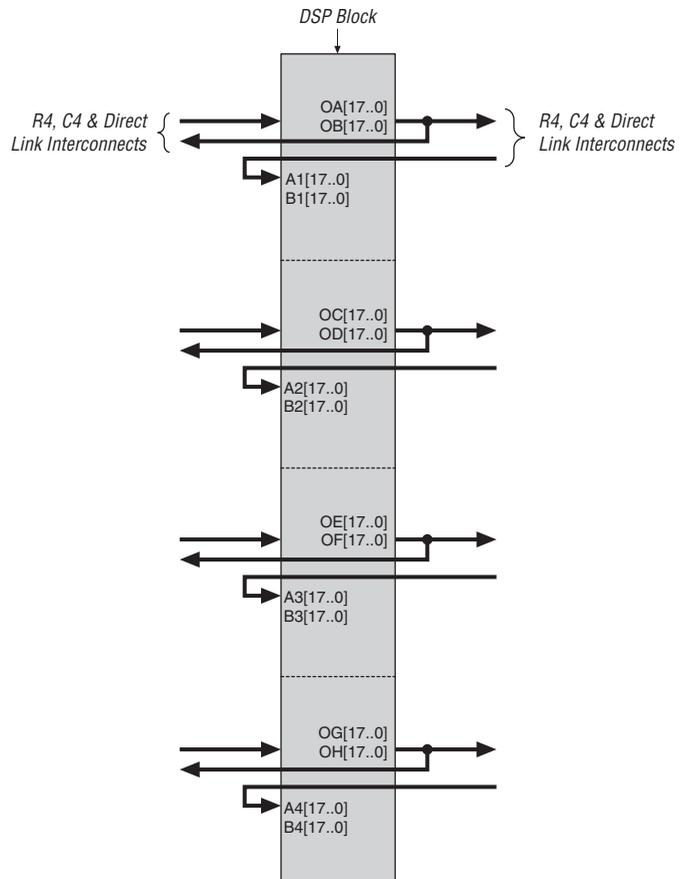 DSP Block
R4, C4 & Direct
Link Interconnects
OA[17..0]
OB[17..0]
R4, C4 & Direct
Link Interconnects
A1[17..0]
B1[17..0]
OC[17..0]
OD[17..0]
A2[17..0]
B2[17..0]
OE[17..0]
OF[17..0]
A3[17..0]
B3[17..0]
OG[17..0]
OH[17..0]
A4[17..0]
B4[17..0]